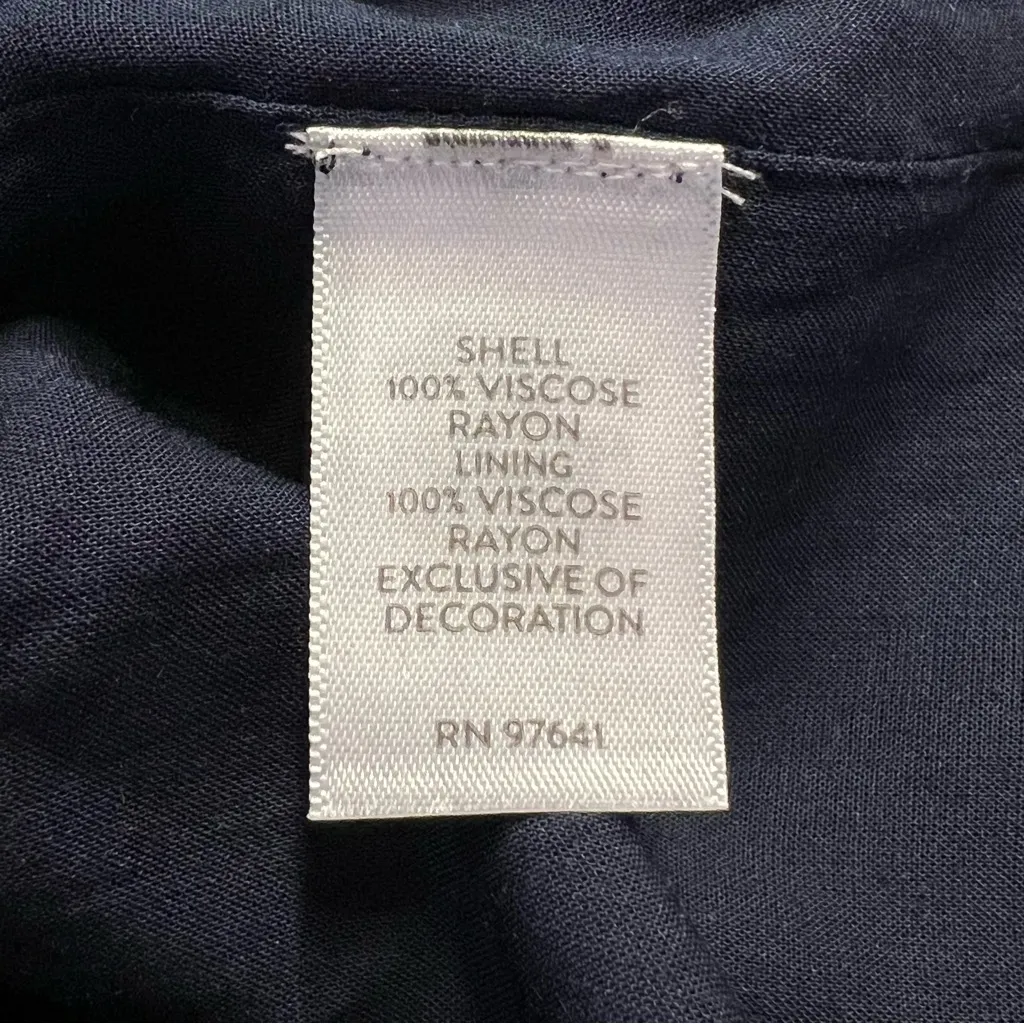 SHELL
100% VISCOSE
RAYON
LINING
100% VISCOSE
RAYON
EXCLUSIVE OF
DECORATION
RN 97641